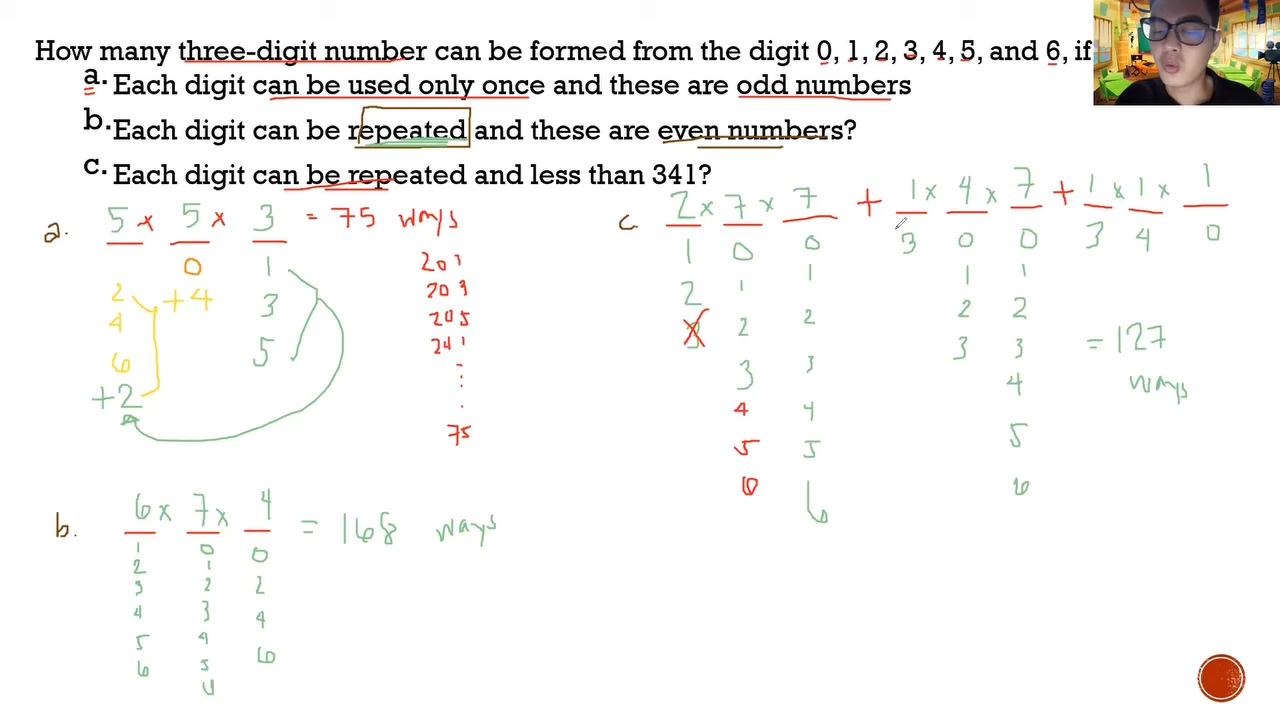 How many three-digit number can be formed from the digit 0, 1, 2, 3, 4, 5, and 6, if
a. Each digit can be used only once and these are odd numbers
b. Each digit can be repeated and these are even numbers?
c. Each digit can be repeated and less than 341?
a. 5 × 5 × 3 = 75 ways
0 1
2 +4 3
4 5
6
+2
201
203
205
241
75
b. 6 × 7 × 4 = 168 ways
1 0 0
2 1 2
3 2 4
4 3 6
5 4
6 5
c. 2 × 7 × 7 + 1 × 4 × 7 + 1 × 1 × 1
1 0 0 3 0 0 3 4 0
2 1 1 1 1
3 2 2 2 2
3 3 3 3
4 4 4
5 5 5
6 6 6
= 127
ways